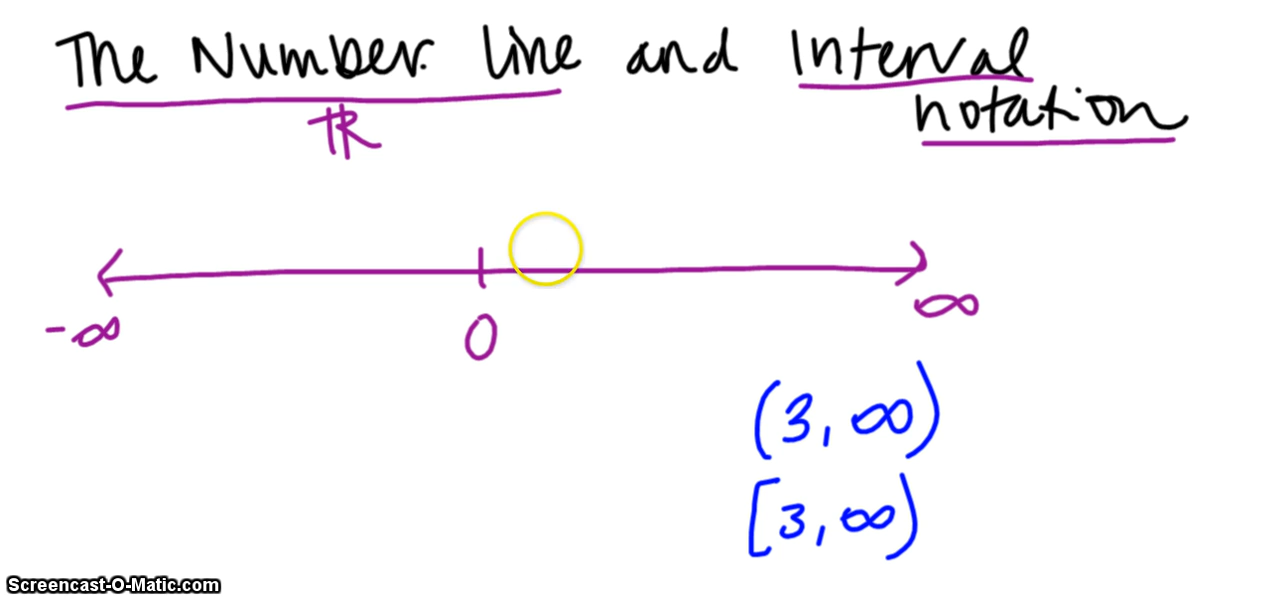 The Number Line and Interval
notation
ℝ
-∞ 0 ∞
(3, ∞)
[3, ∞)
Screencast-O-Matic.com